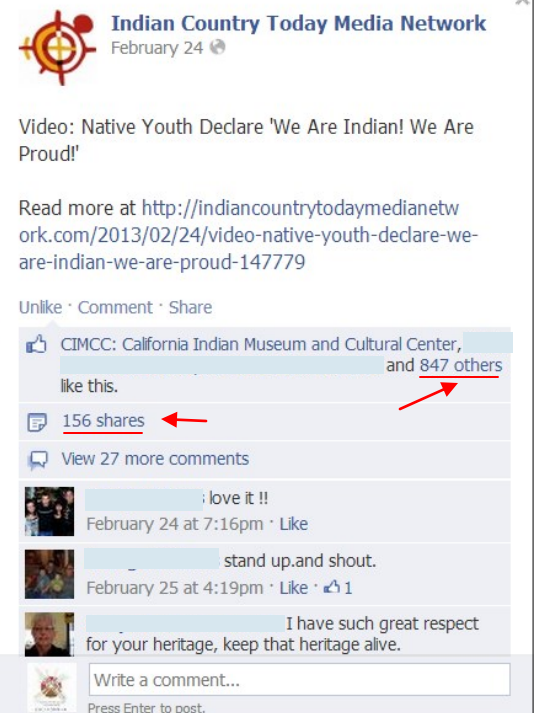 Indian Country Today Media Network
February 24
Video: Native Youth Declare 'We Are Indian! We Are
Proud!'
Read more at http://indiancountrytodaymedianetw
ork.com/2013/02/24/video-native-youth-declare-we-
are-indian-we-are-proud-147779
Unlike · Comment · Share
CIMCC: California Indian Museum and Cultural Center,
and 847 others
like this.
156 shares
View 27 more comments
love it !!
February 24 at 7:16pm · Like
stand up.and shout.
February 25 at 4:19pm · Like · 1
I have such great respect
for your heritage, keep that heritage alive.
Write a comment...
Press Enter to post.